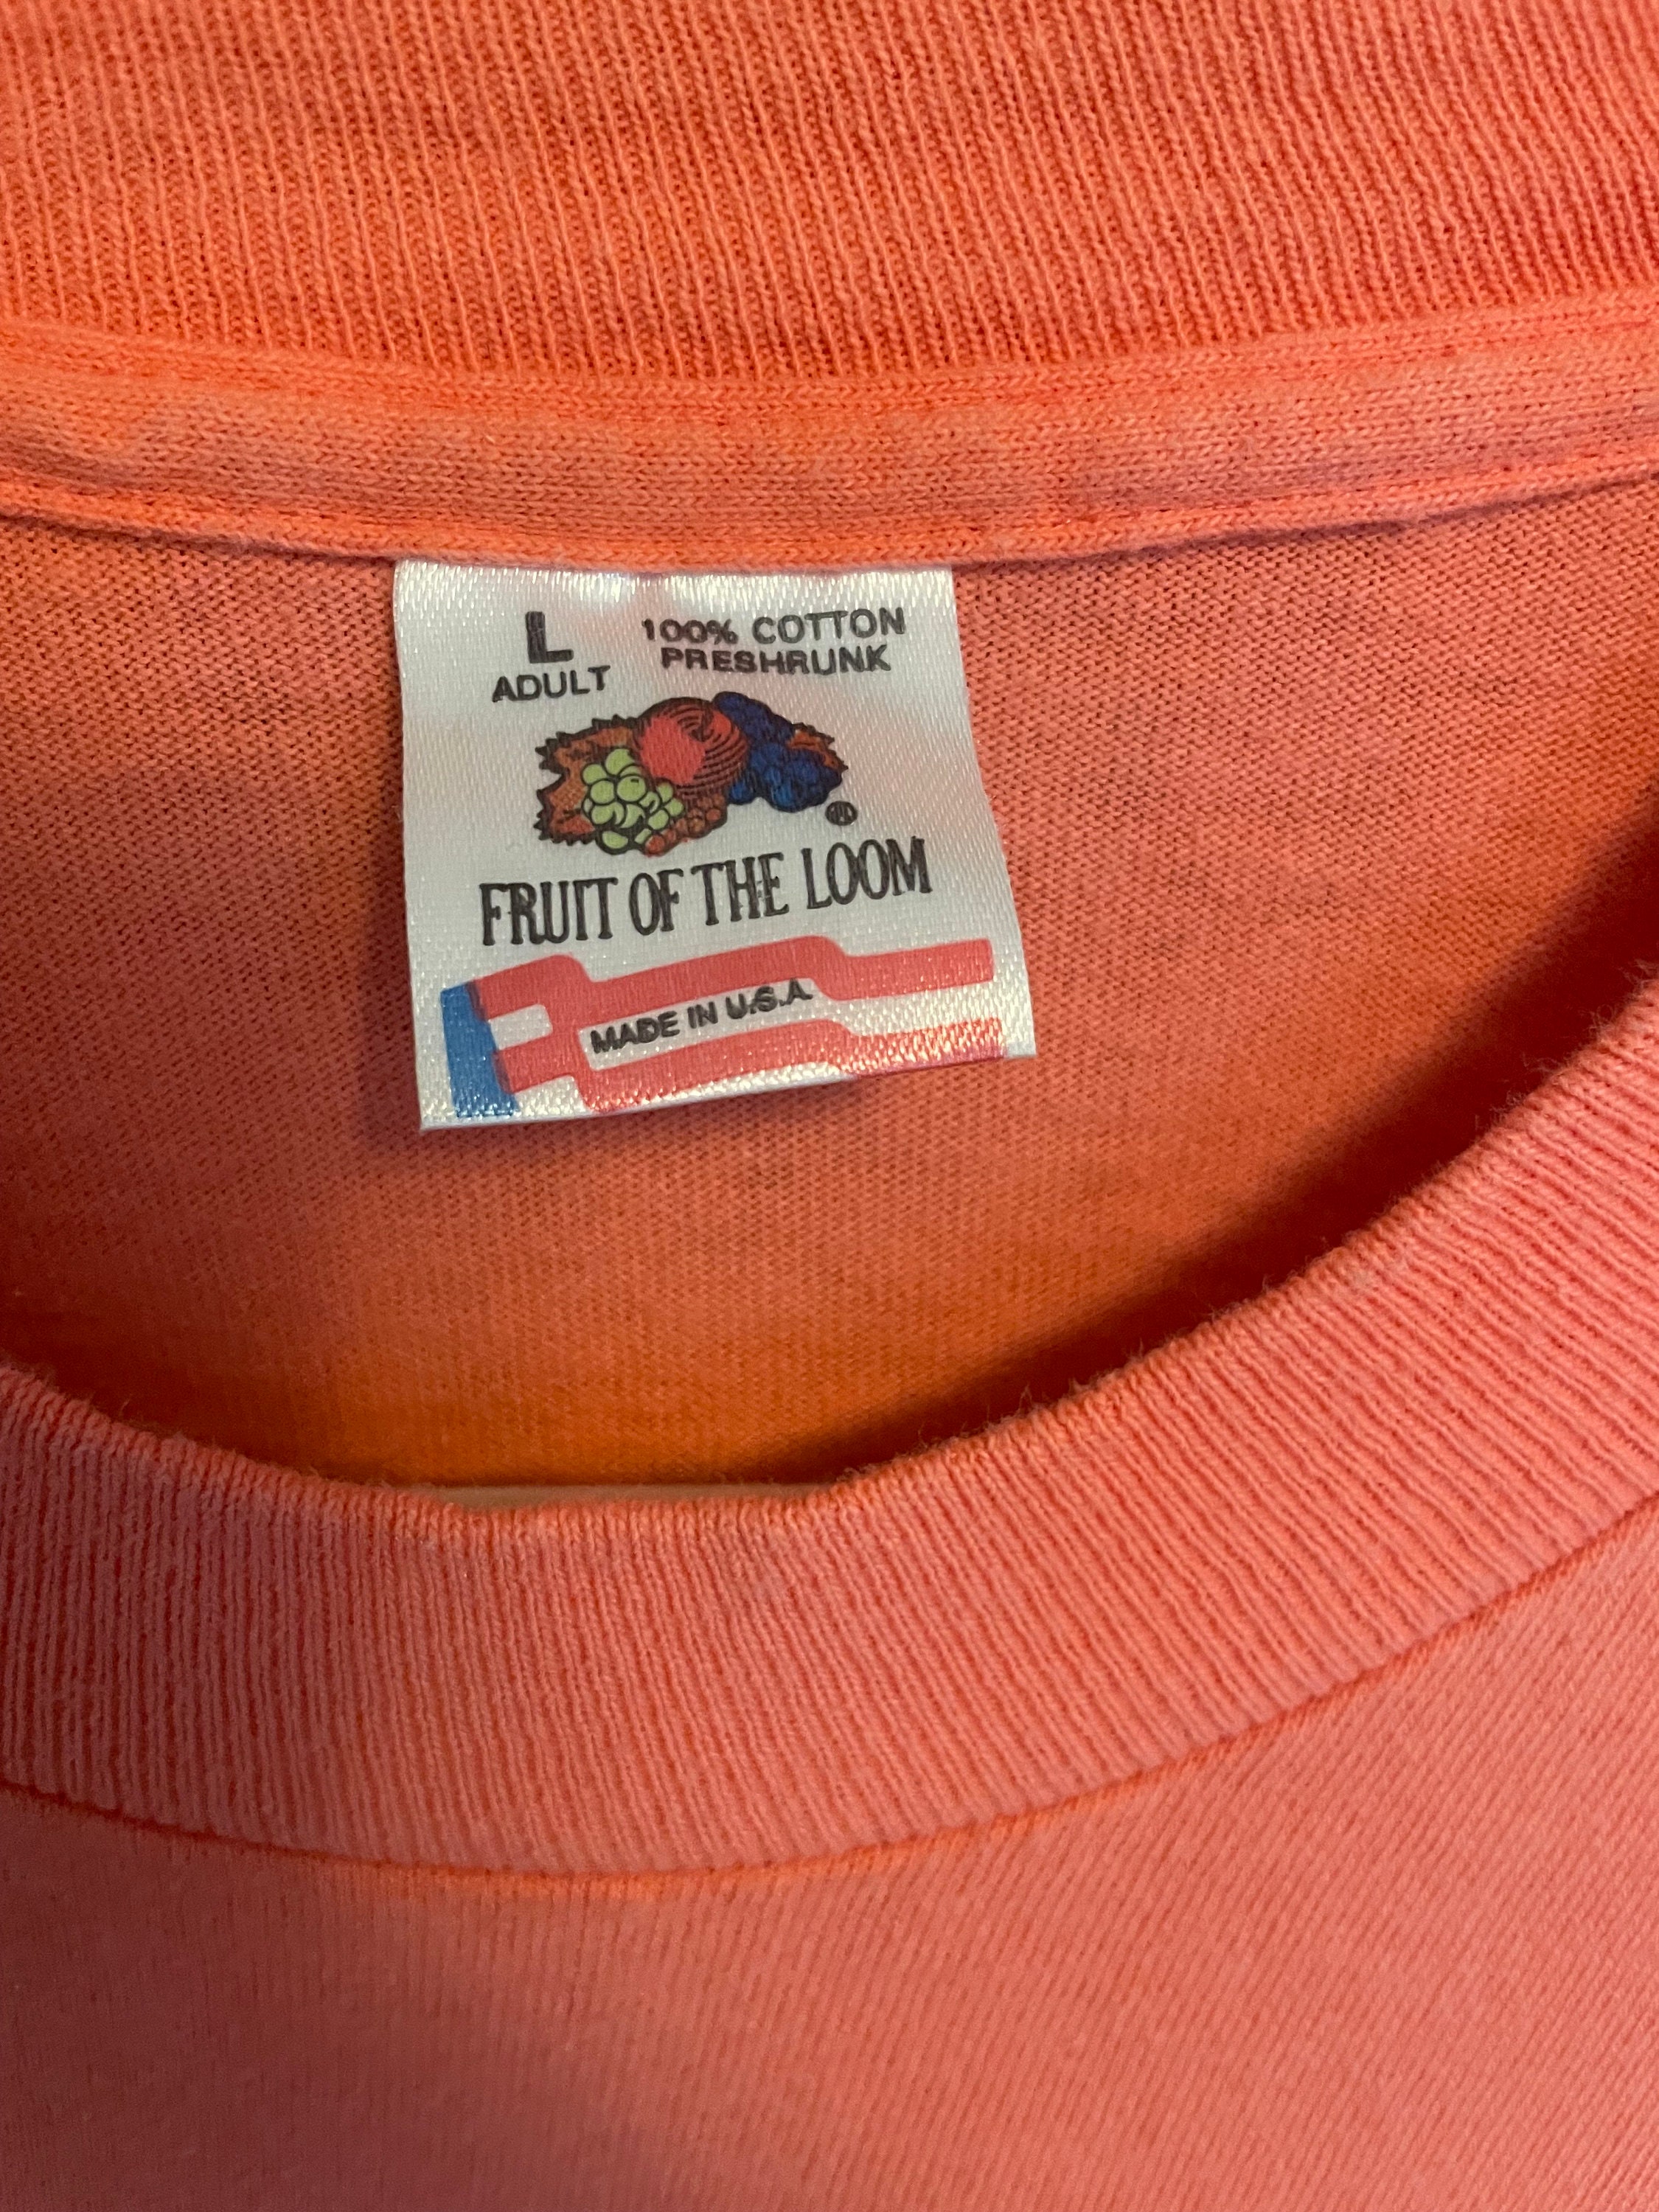 L 100% COTTON
ADULT PRESHRUNK
®
FRUIT OF THE LOOM
MADE IN U.S.A.